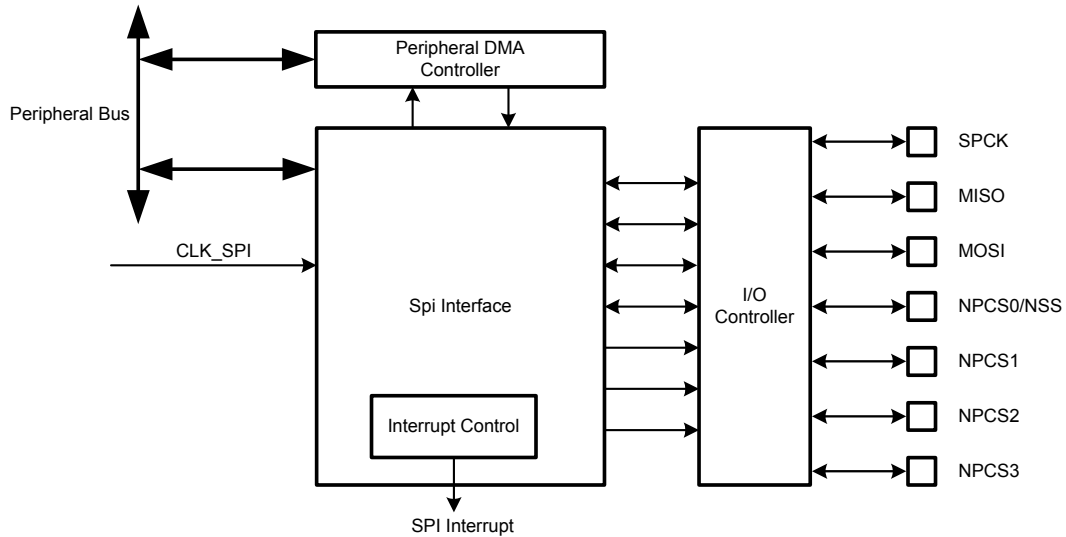 Peripheral DMA
Controller
Peripheral Bus
CLK_SPI
Spi Interface
Interrupt Control
SPI Interrupt
I/O
Controller
SPCK
MISO
MOSI
NPCS0/NSS
NPCS1
NPCS2
NPCS3